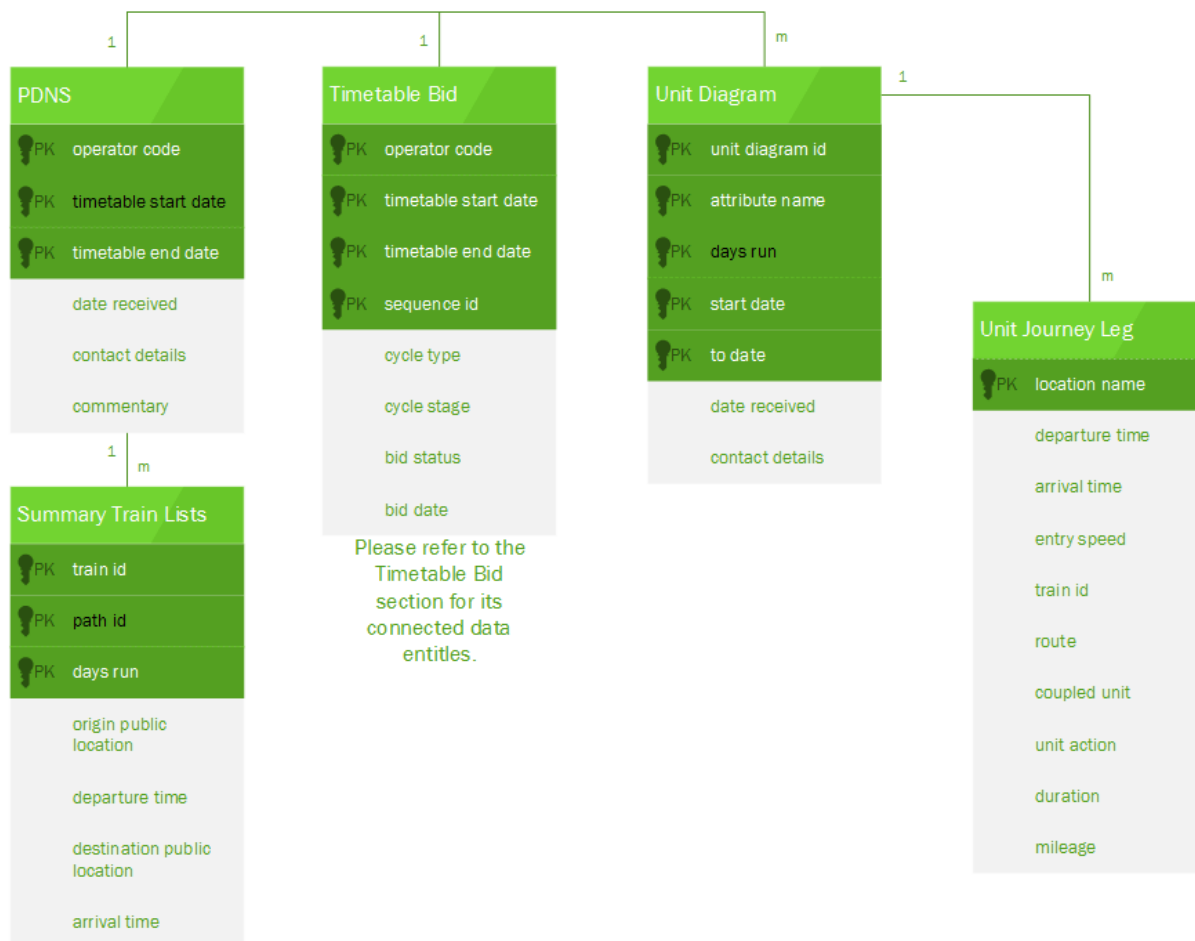 1
1
m
1
PDNS
PK operator code
PK timetable start date
PK timetable end date
date received
contact details
commentary
1
m
Summary Train Lists
PK train id
PK path id
PK days run
origin public
location
departure time
destination public
location
arrival time
Timetable Bid
PK operator code
PK timetable start date
PK timetable end date
PK sequence id
cycle type
cycle stage
bid status
bid date
Please refer to the
Timetable Bid
section for its
connected data
entitles.
Unit Diagram
PK unit diagram id
PK attribute name
PK days run
PK start date
PK to date
date received
contact details
m
Unit Journey Leg
PK location name
departure time
arrival time
entry speed
train id
route
coupled unit
unit action
duration
mileage